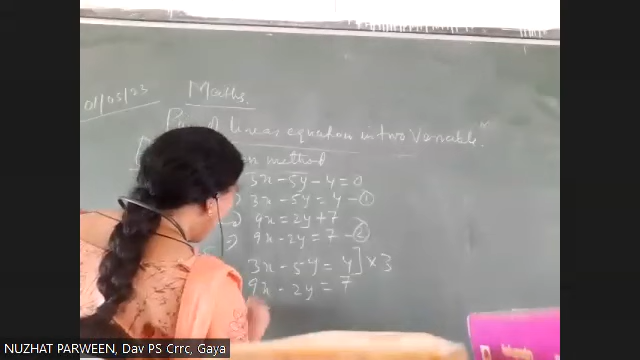 01/05/23
Maths.
Pair of linear equation in two Variable
method
3x - 5y - 4 = 0
3x - 5y = 4 - ①
9x = 2y + 7
9x - 2y = 7 - ②
3x - 5y = 4] × 3
9x - 2y = 7
NUZHAT PARWEEN, Dav PS Crrc, Gaya